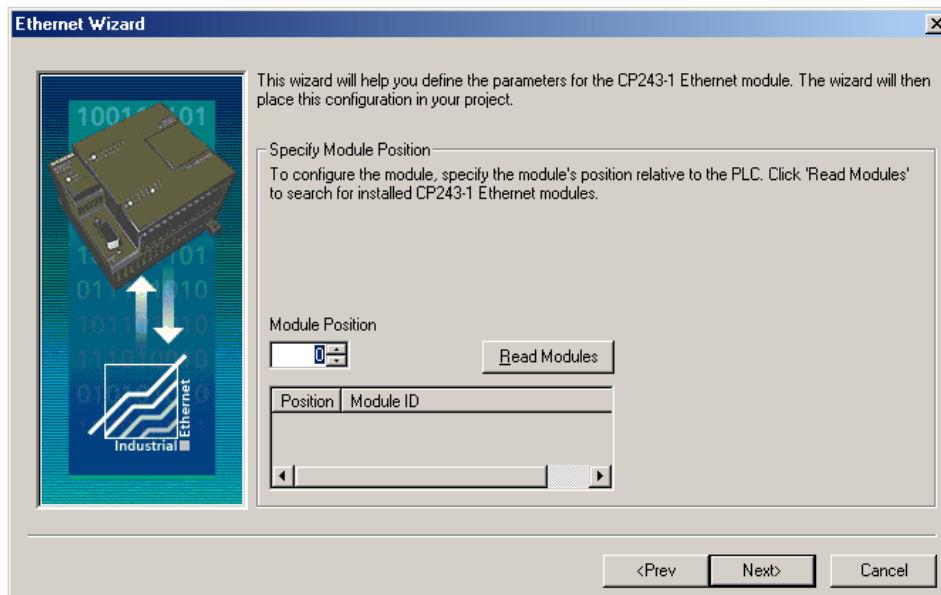 Ethernet Wizard
This wizard will help you define the parameters for the CP243-1 Ethernet module. The wizard will then
place this configuration in your project.
Specify Module Position
To configure the module, specify the module's position relative to the PLC. Click 'Read Modules'
to search for installed CP243-1 Ethernet modules.
Module Position
0
Read Modules
Position Module ID
Industrial
Ethernet
<Prev Next> Cancel